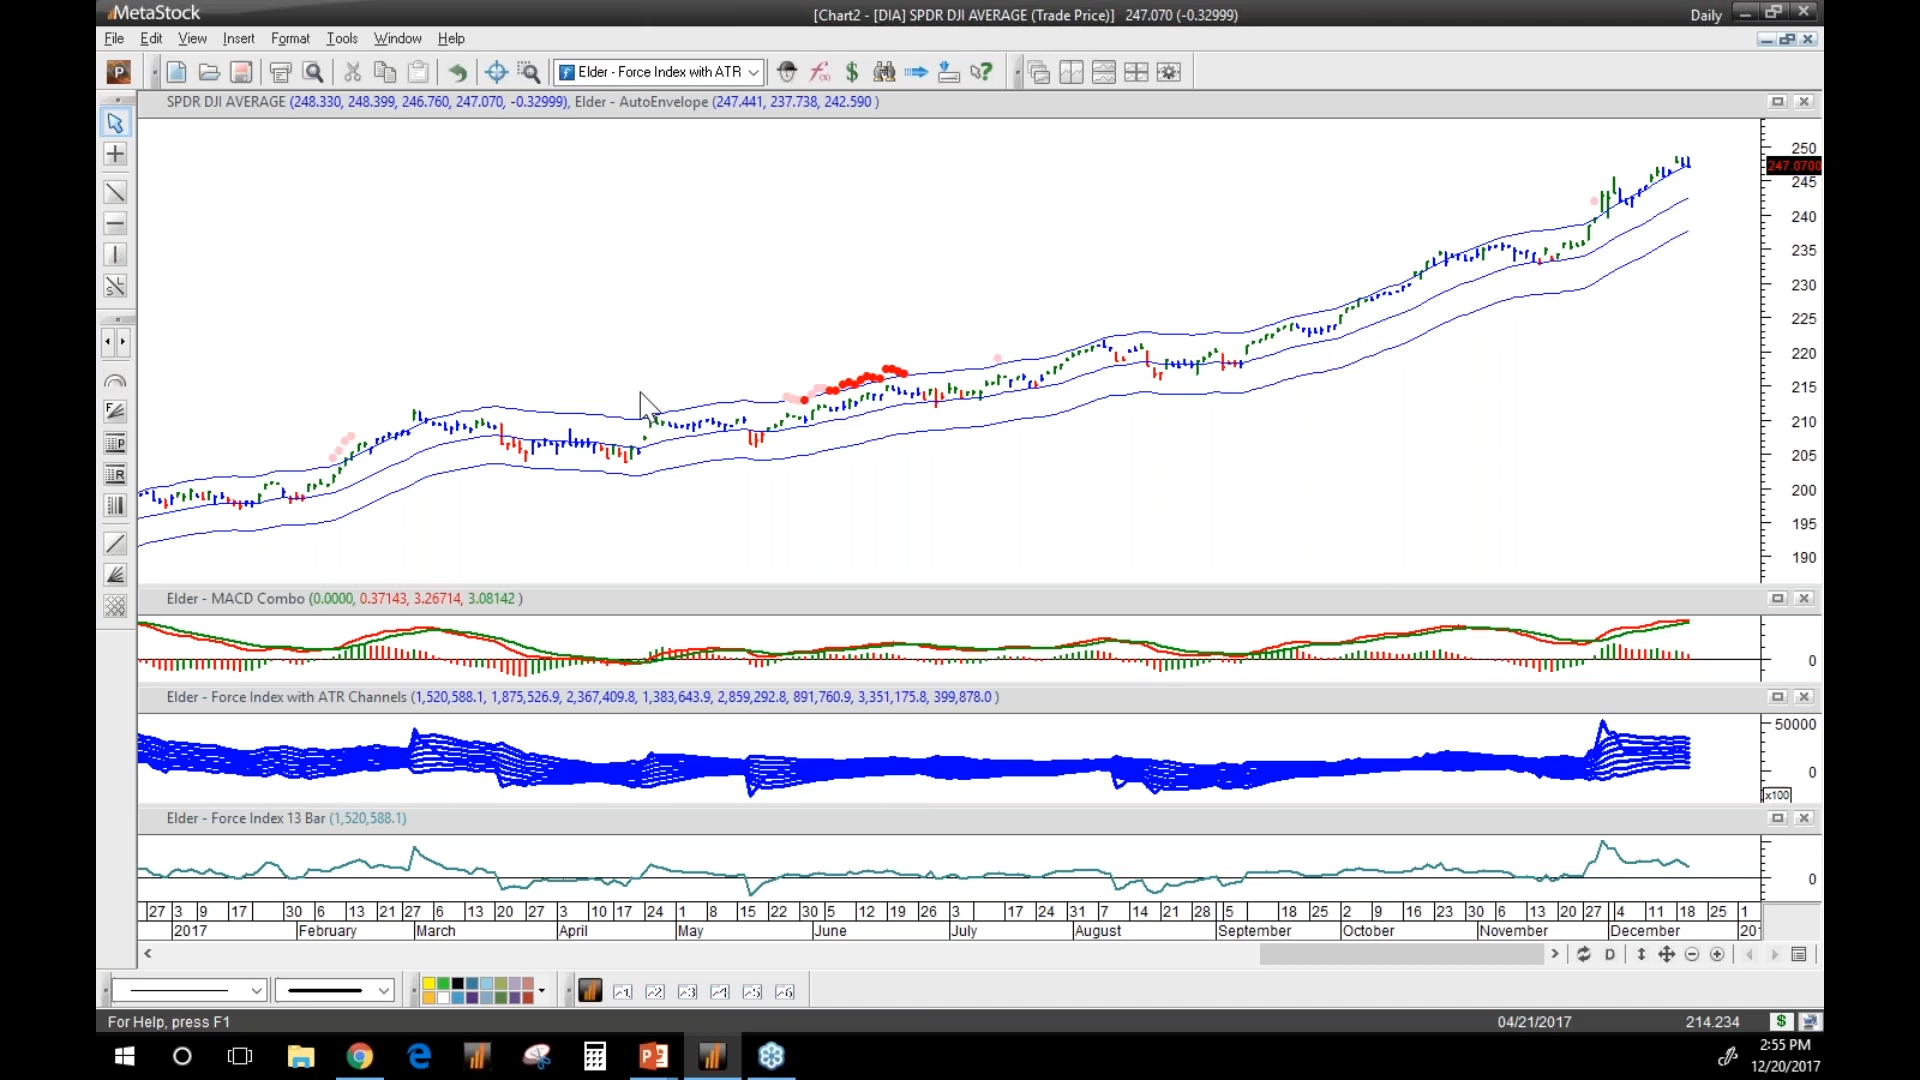 MetaStock
[Chart2 - [DIA] SPDR DJI AVERAGE (Trade Price)] 247.070 (-0.32999)
Daily
File Edit View Insert Format Tools Window Help
Elder - Force Index with ATR
SPDR DJI AVERAGE (248.330, 248.399, 246.760, 247.070, -0.32999), Elder - AutoEnvelope (247.441, 237.738, 242.590 )
250
247.0700
245
240
235
230
225
220
215
210
205
200
195
190
Elder - MACD Combo (0.0000, 0.37143, 3.26714, 3.08142 )
0
Elder - Force Index with ATR Channels (1,520,588.1, 1,875,526.9, 2,367,409.8, 1,383,643.9, 2,859,292.8, 891,760.9, 3,351,175.8, 399,878.0 )
50000
0
x100
Elder - Force Index 13 Bar (1,520,588.1)
0
27 3 9 17 30 6 13 21 27 6 13 20 27 3 10 17 24 1 8 15 22 30 5 12 19 26 3 17 24 31 7 14 21 28 5 18 25 2 9 16 23 30 6 13 20 27 4 11 18 25 1
2017 February March April May June July August September October November December 20
For Help, press F1
04/21/2017
214.234
2:55 PM
12/20/2017